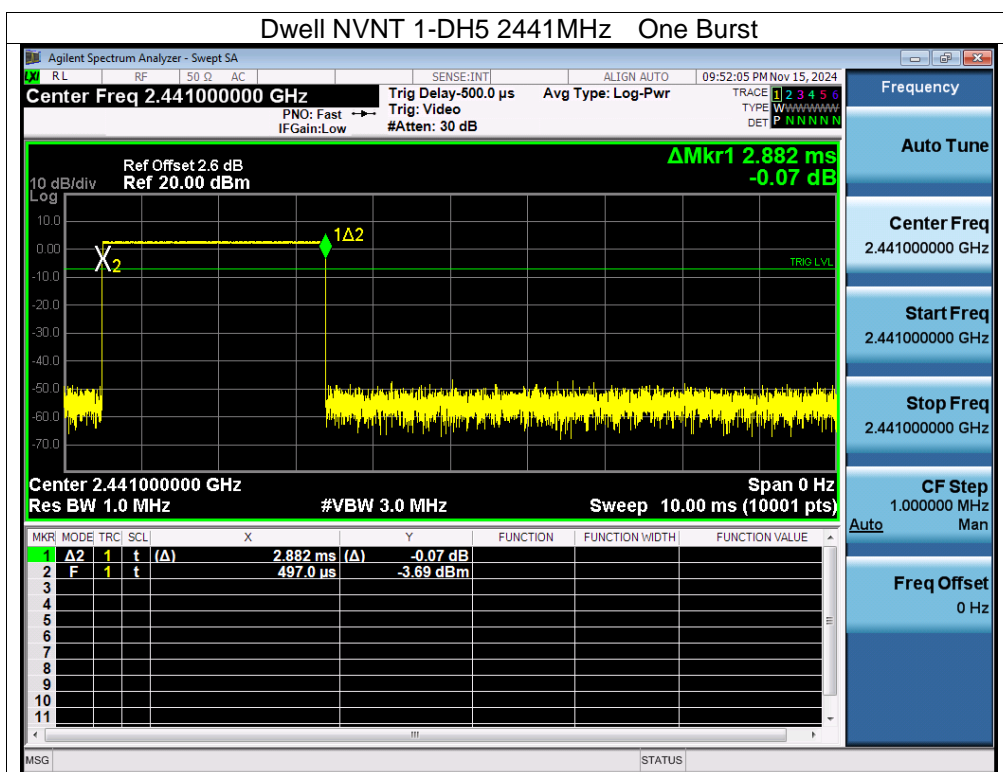 Dwell NVNT 1-DH5 2441MHz One Burst
Agilent Spectrum Analyzer - Swept SA
LXI RL RF 50 Ω AC SENSE:INT ALIGN AUTO 09:52:05 PM Nov 15, 2024
Center Freq 2.441000000 GHz Trig Delay-500.0 µs Avg Type: Log-Pwr TRACE 1 2 3 4 5 6
PNO: Fast Trig: Video TYPE WWWWWWW
IFGain:Low #Atten: 30 dB DET P N N N N N
Frequency
ΔMkr1 2.882 ms
-0.07 dB
Ref Offset 2.6 dB
10 dB/div Ref 20.00 dBm
Log
10.0
0.00
-10.0
-20.0
-30.0
-40.0
-50.0
-60.0
-70.0
1Δ2
2
TRIG LVL
Center 2.441000000 GHz Span 0 Hz
Res BW 1.0 MHz #VBW 3.0 MHz Sweep 10.00 ms (10001 pts)
MKR MODE TRC SCL X Y FUNCTION FUNCTION WIDTH FUNCTION VALUE
1 Δ2 1 t (Δ) 2.882 ms (Δ) -0.07 dB
2 F 1 t 497.0 µs -3.69 dBm
3
4
5
6
7
8
9
10
11
MSG STATUS
Auto Tune
Center Freq
2.441000000 GHz
Start Freq
2.441000000 GHz
Stop Freq
2.441000000 GHz
CF Step
1.000000 MHz
Auto Man
Freq Offset
0 Hz